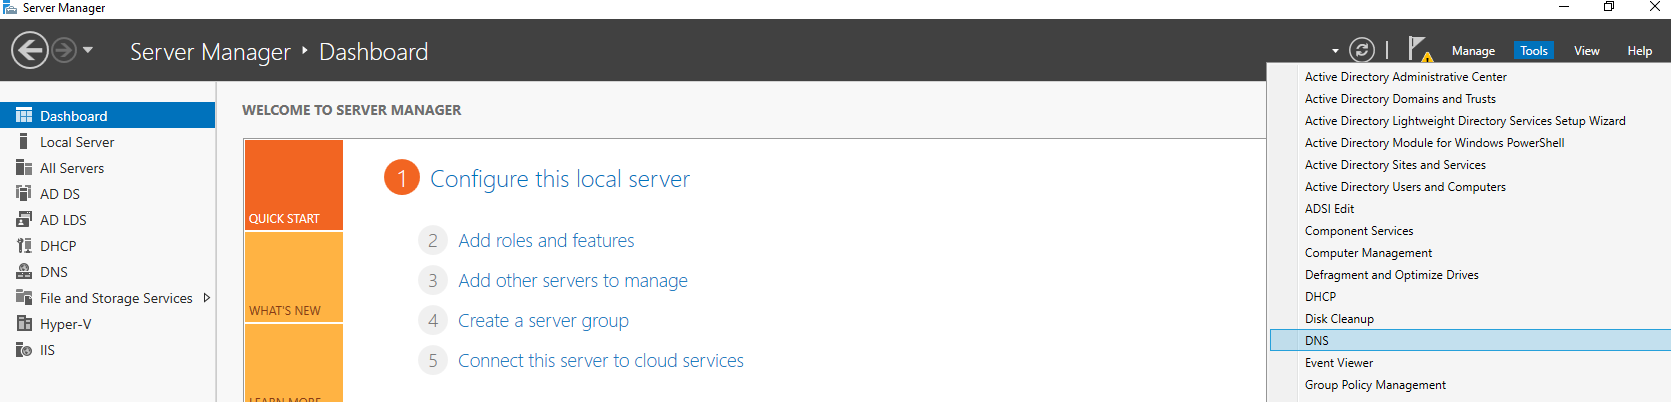 Server Manager
Server Manager • Dashboard
Manage
Tools
View
Help
Dashboard
Local Server
All Servers
AD DS
AD LDS
DHCP
DNS
File and Storage Services
Hyper-V
IIS
WELCOME TO SERVER MANAGER
QUICK START
WHAT'S NEW
LEARN MORE
1 Configure this local server
2 Add roles and features
3 Add other servers to manage
4 Create a server group
5 Connect this server to cloud services
Active Directory Administrative Center
Active Directory Domains and Trusts
Active Directory Lightweight Directory Services Setup Wizard
Active Directory Module for Windows PowerShell
Active Directory Sites and Services
Active Directory Users and Computers
ADSI Edit
Component Services
Computer Management
Defragment and Optimize Drives
DHCP
Disk Cleanup
DNS
Event Viewer
Group Policy Management